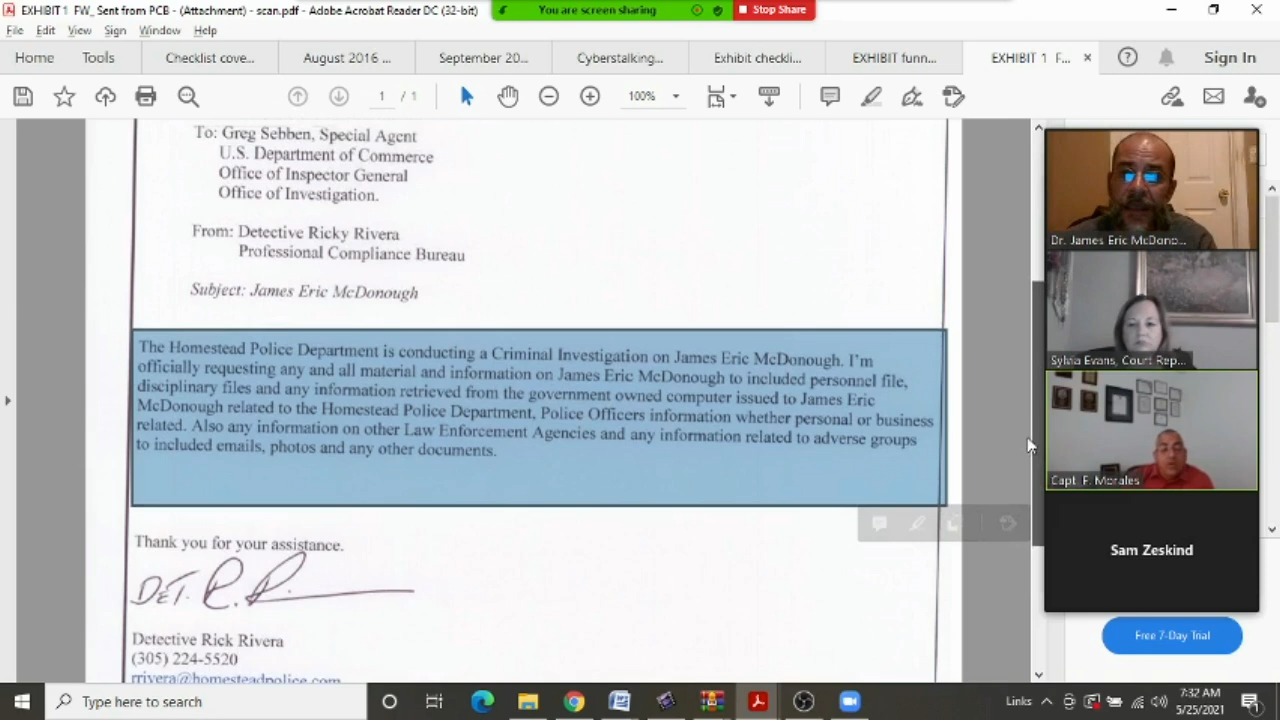 EXHIBIT 1 FW_ Sent from PCB - (Attachment) - scan.pdf - Adobe Acrobat Reader DC (32-bit)
You are screen sharing
Stop Share
File Edit View Sign Window Help
Home Tools Checklist cove... August 2016 ... September 20... Cyberstalking... Exhibit checkli... EXHIBIT funn... EXHIBIT 1 F... Sign In
1 / 1 100%
To: Greg Sebben, Special Agent
U.S. Department of Commerce
Office of Inspector General
Office of Investigation.
From: Detective Ricky Rivera
Professional Compliance Bureau
Subject: James Eric McDonough
The Homestead Police Department is conducting a Criminal Investigation on James Eric McDonough. I'm
officially requesting any and all material and information on James Eric McDonough to included personnel file,
disciplinary files and any information retrieved from the government owned computer issued to James Eric
McDonough related to the Homestead Police Department, Police Officers information whether personal or business
related. Also any information on other Law Enforcement Agencies and any information related to adverse groups
to included emails, photos and any other documents.
Thank you for your assistance.
DET. R. R.
Detective Rick Rivera
(305) 224-5520
rrivera@homesteadpolice.com
Dr. James Eric McDono...
Sylvia Evans, Court Rep...
Capt. F. Morales
Sam Zeskind
Free 7-Day Trial
Type here to search
Links
7:32 AM
5/25/2021